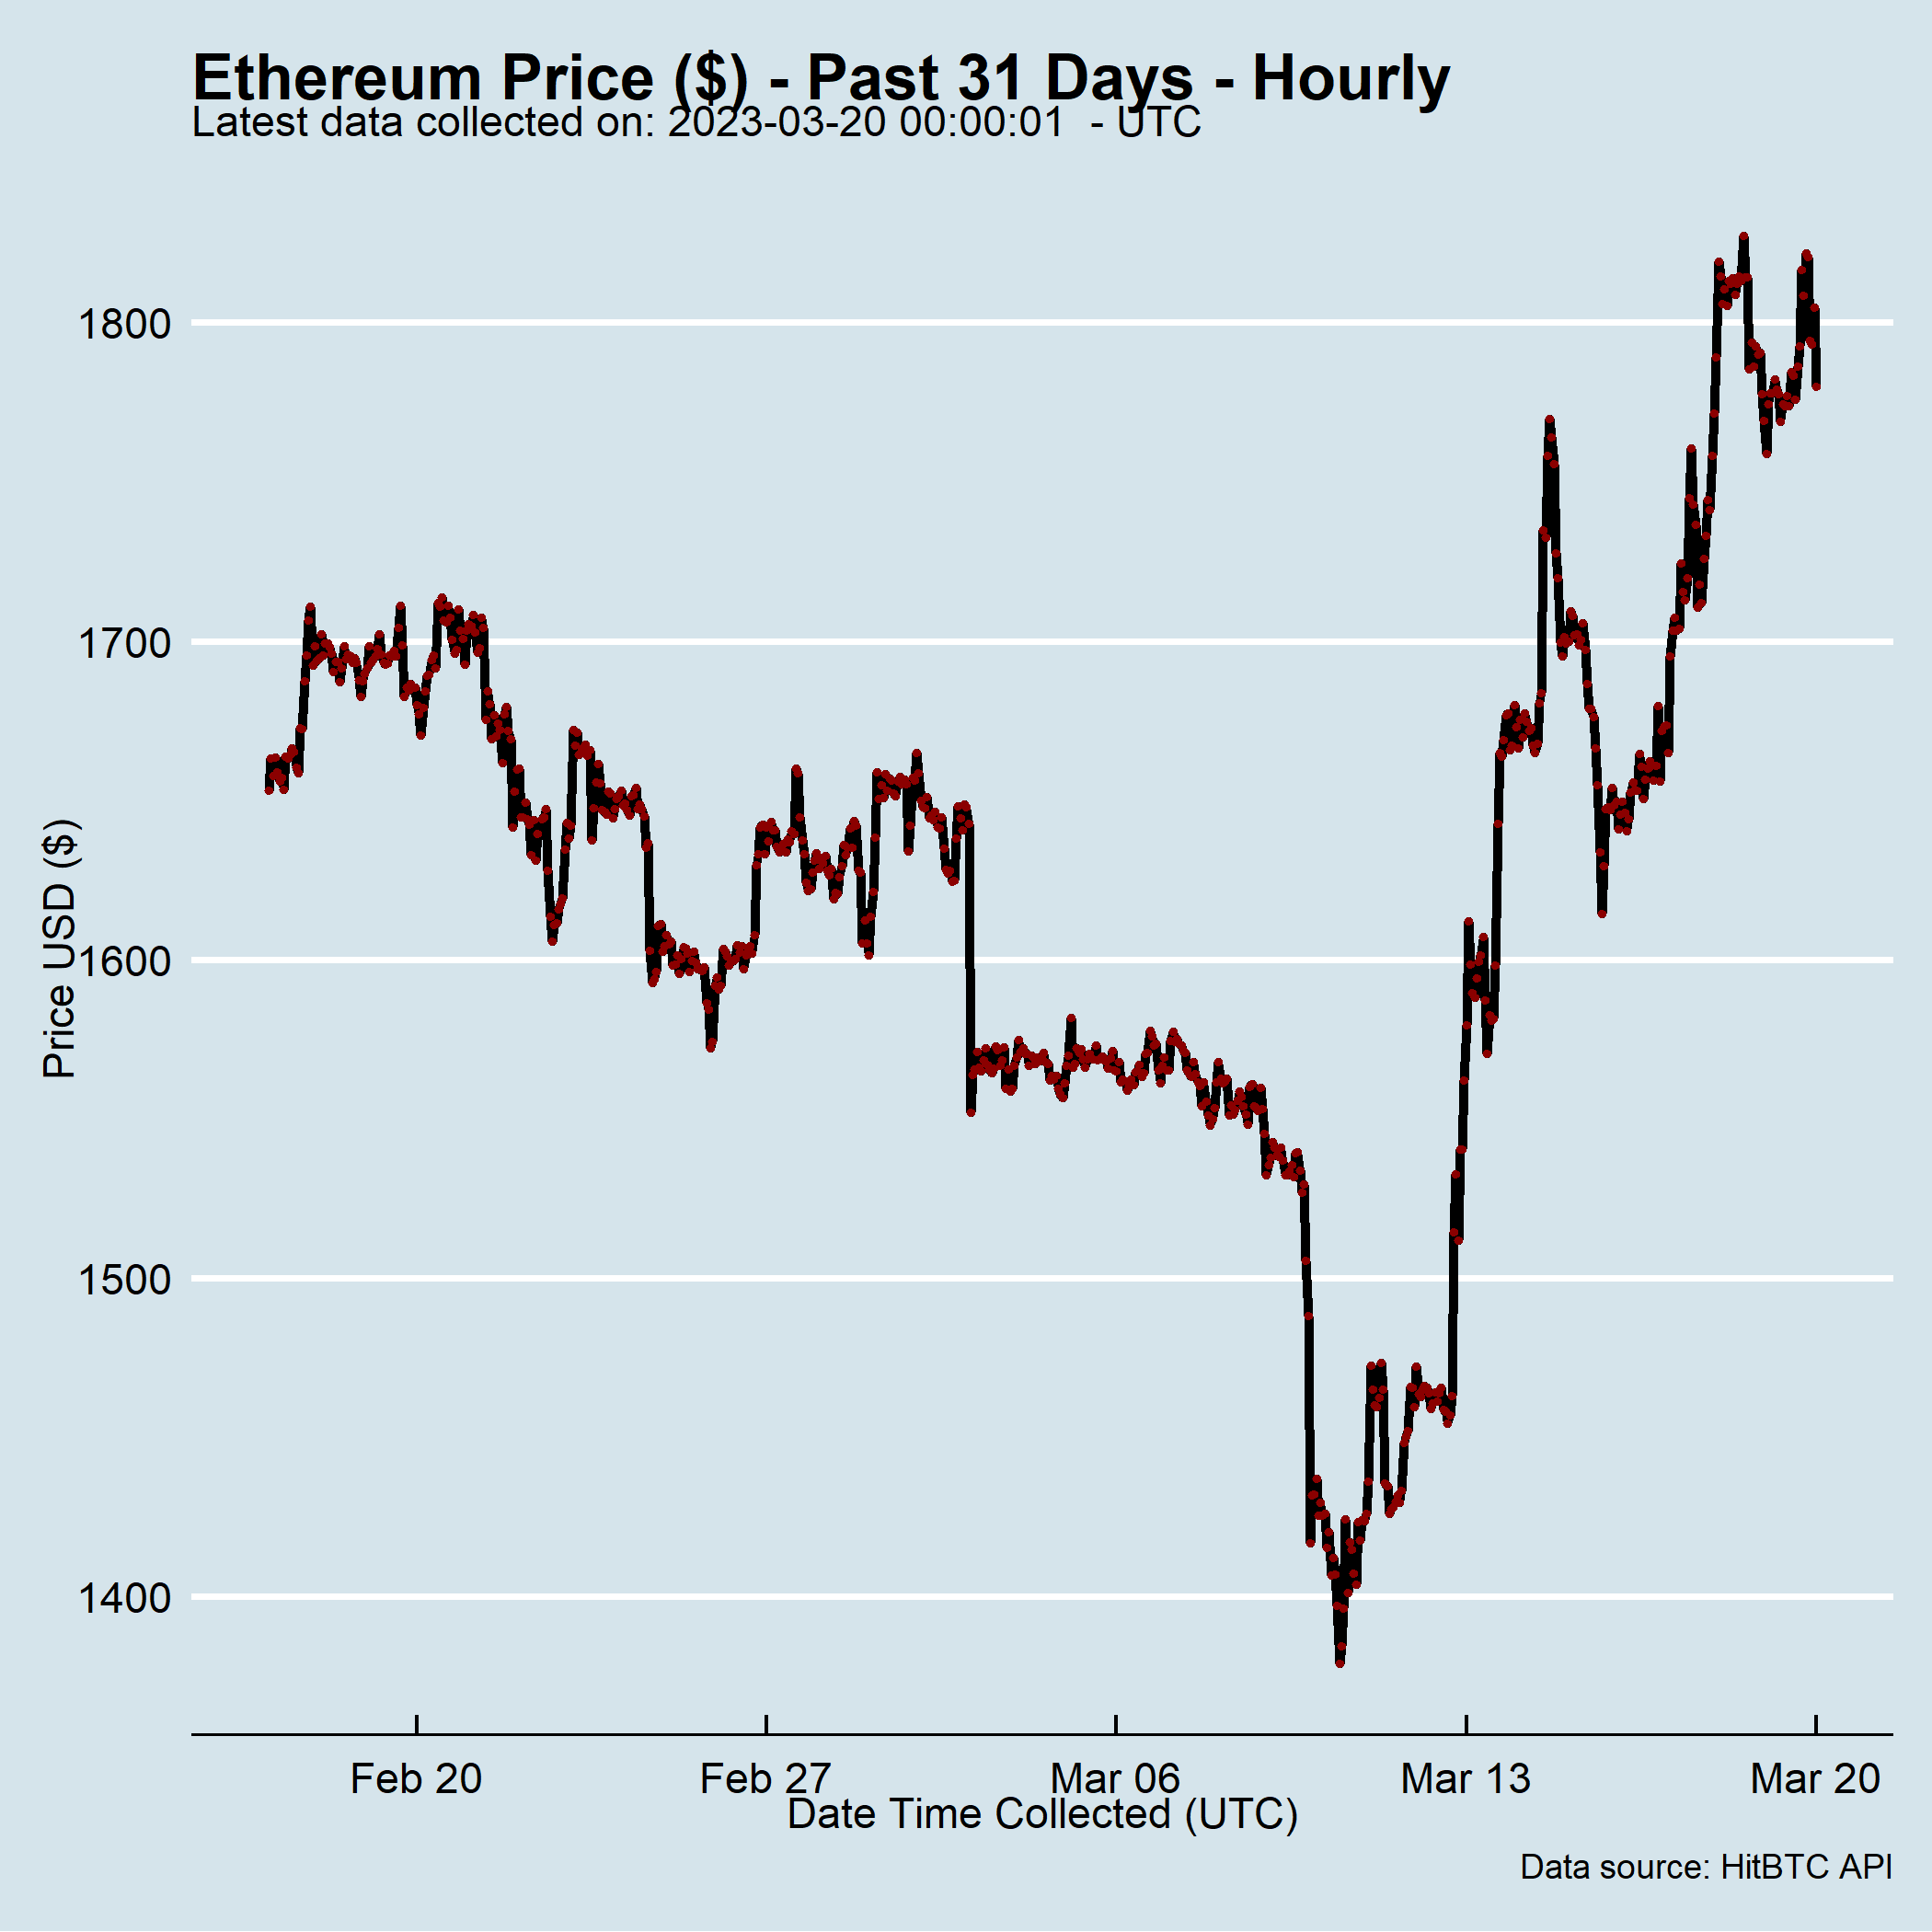 Ethereum Price ($) - Past 31 Days - Hourly
Latest data collected on: 2023-03-20 00:00:01  - UTC
Price USD ($)
1800
1700
1600
1500
1400
Feb 20
Feb 27
Mar 06
Mar 13
Mar 20
Date Time Collected (UTC)
Data source: HitBTC API